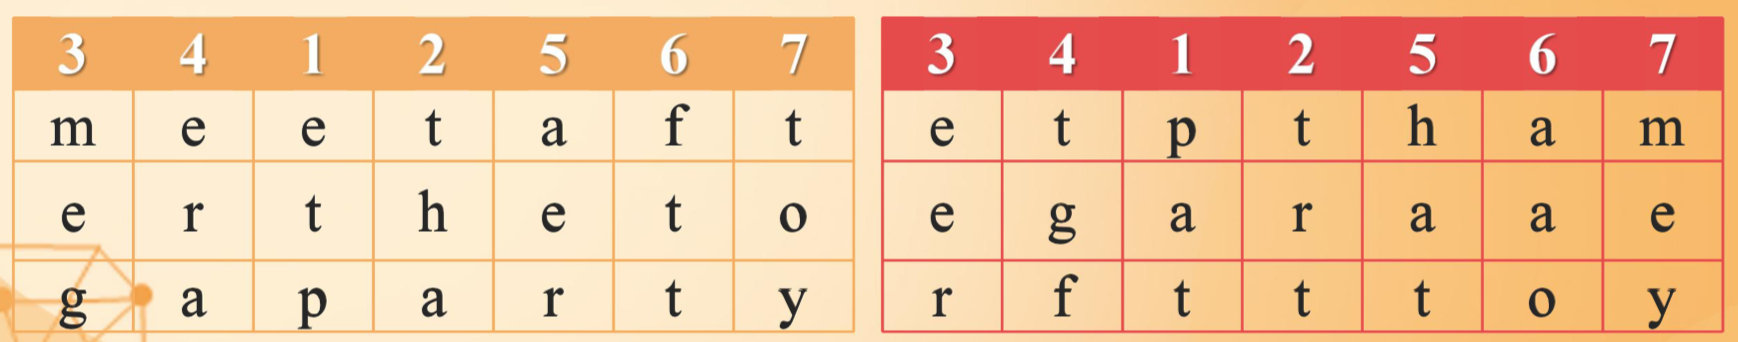 3 4 1 2 5 6 7
m e e t a f t
e r t h e t o
g a p a r t y
3 4 1 2 5 6 7
e t p t h a m
e g a r a a e
r f t t t o y